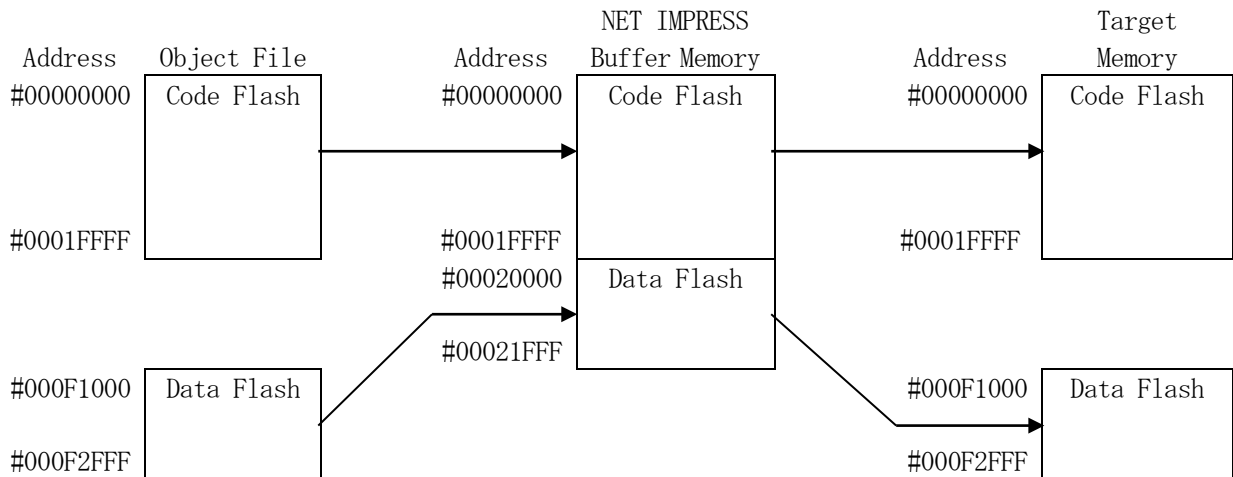 NET IMPRESS Target
Address Object File Address Buffer Memory Address Memory
#00000000 Code Flash #00000000 Code Flash #00000000 Code Flash
#0001FFFF #0001FFFF #0001FFFF
#00020000 Data Flash
#00021FFF
#000F1000 Data Flash #000F1000 Data Flash
#000F2FFF #000F2FFF